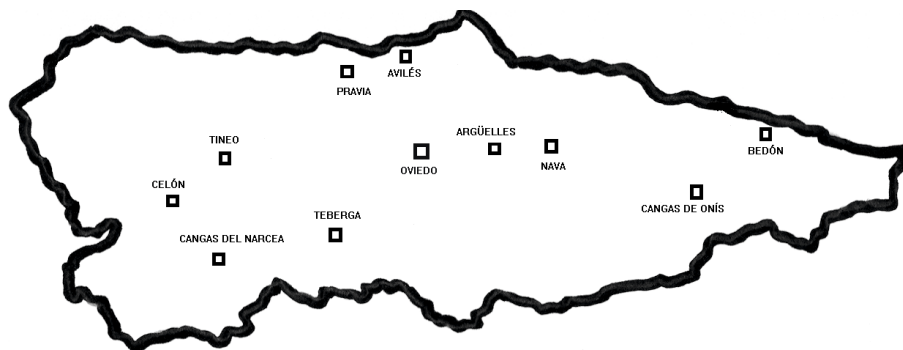 AVILÉS
PRAVIA
TINEO
ARGÜELLES
OVIEDO
NAVA
BEDÓN
CELÓN
CANGAS DE ONÍS
TEBERGA
CANGAS DEL NARCEA